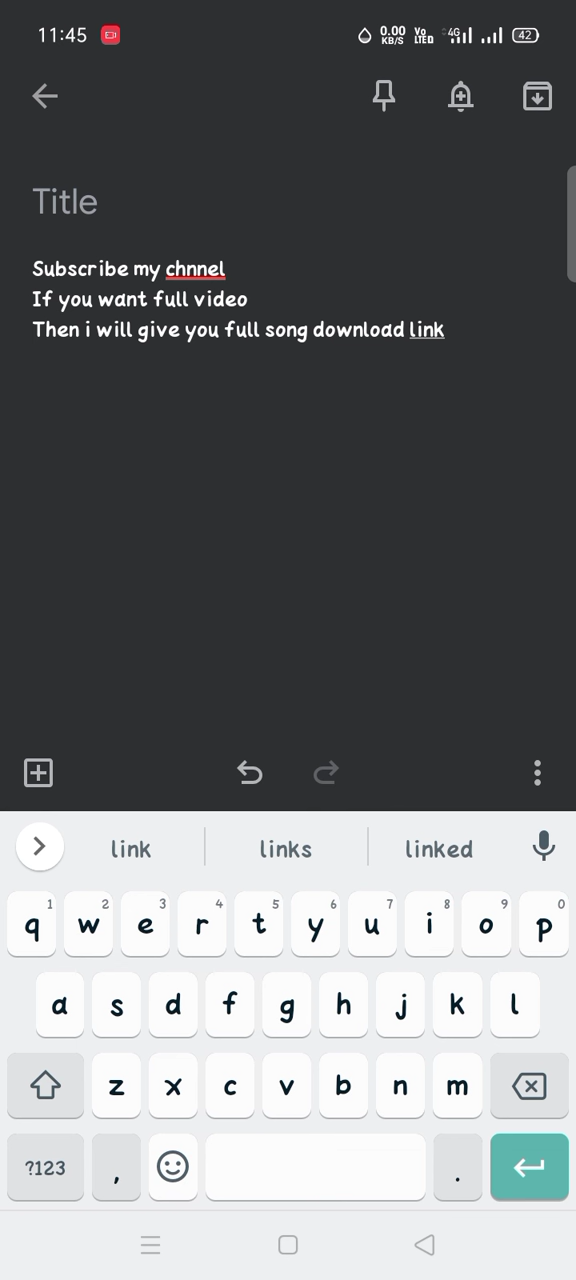 11:45
0.00 KB/S Vo LTED 4G 42
Title
Subscribe my chnnel
If you want full video
Then i will give you full song download link
link links linked
1 2 3 4 5 6 7 8 9 0
q w e r t y u i o p
a s d f g h j k l
z x c v b n m
?123 , .